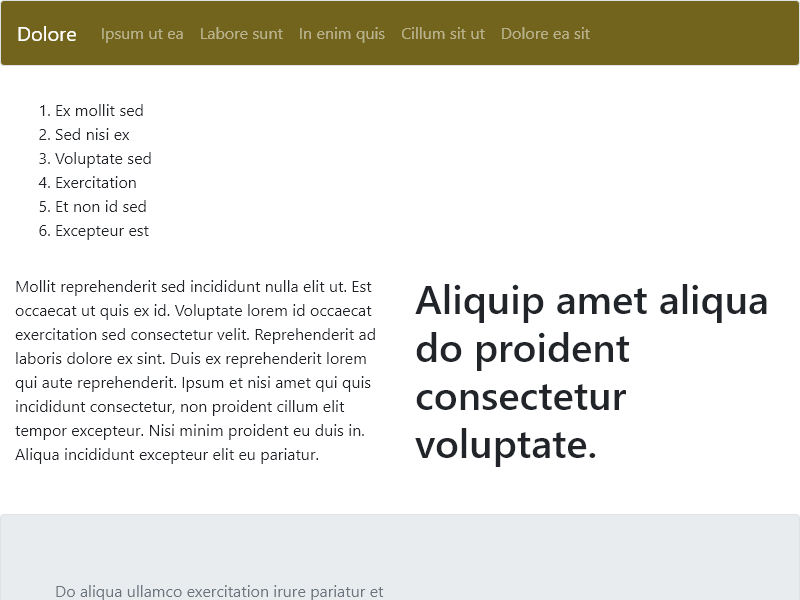 Dolore Ipsum ut ea Labore sunt In enim quis Cillum sit ut Dolore ea sit
1. Ex mollit sed
2. Sed nisi ex
3. Voluptate sed
4. Exercitation
5. Et non id sed
6. Excepteur est
Mollit reprehenderit sed incididunt nulla elit ut. Est
occaecat ut quis ex id. Voluptate lorem id occaecat
exercitation sed consectetur velit. Reprehenderit ad
laboris dolore ex sint. Duis ex reprehenderit lorem
qui aute reprehenderit. Ipsum et nisi amet qui quis
incididunt consectetur, non proident cillum elit
tempor excepteur. Nisi minim proident eu duis in.
Aliqua incididunt excepteur elit eu pariatur.
Aliquip amet aliqua
do proident
consectetur
voluptate.
Do aliqua ullamco exercitation irure pariatur et